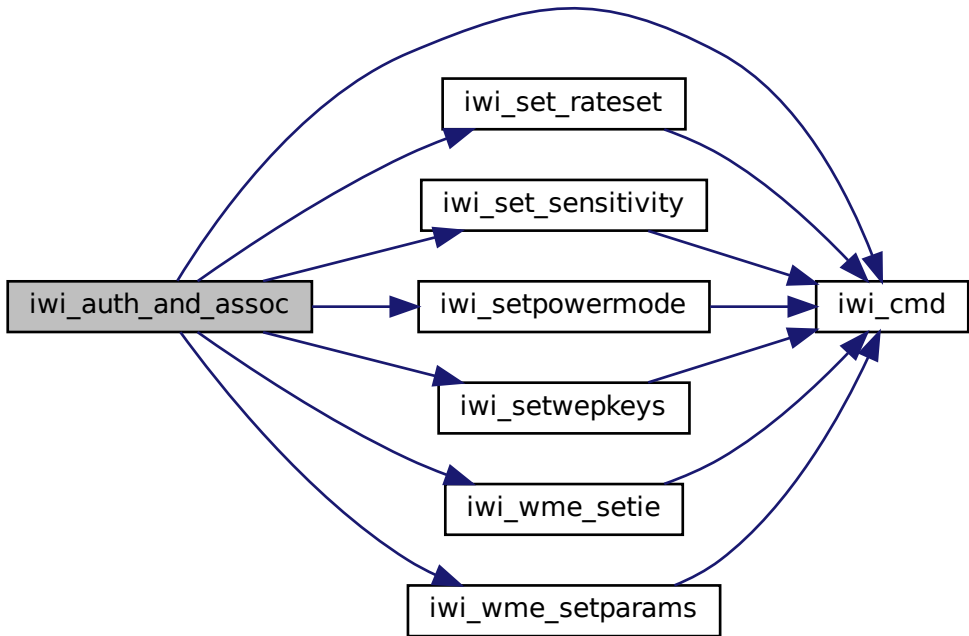 iwi_set_rateset
iwi_set_sensitivity
iwi_auth_and_assoc
iwi_setpowermode
iwi_cmd
iwi_setwepkeys
iwi_wme_setie
iwi_wme_setparams